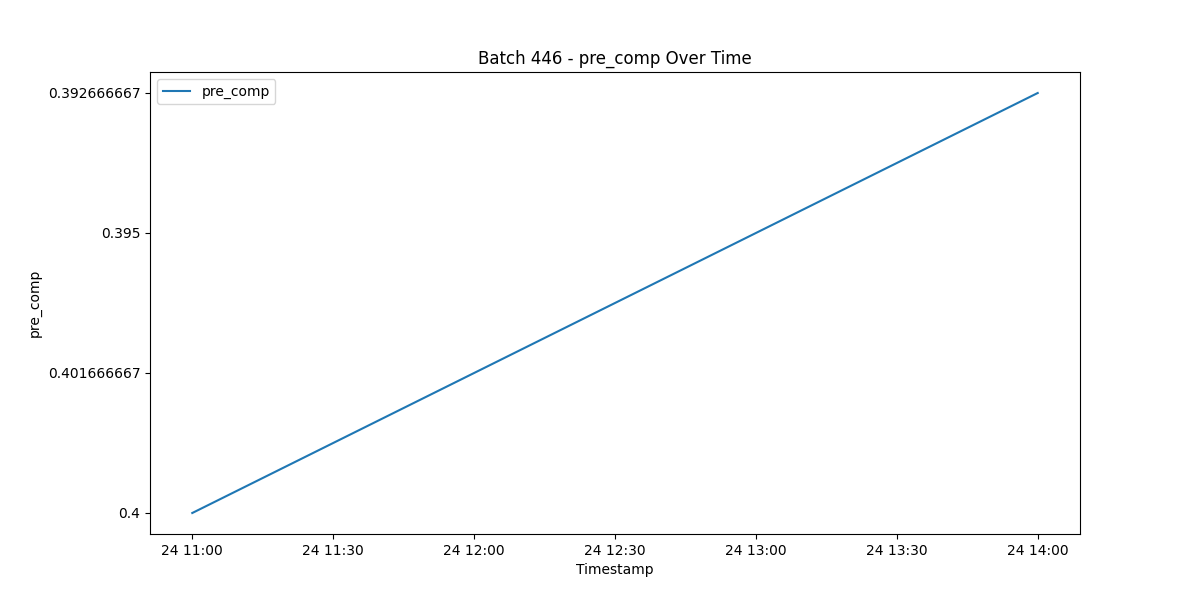 Batch 446 - pre_comp Over Time
pre_comp
0.392666667
0.395
0.401666667
0.4
pre_comp
24 11:00
24 11:30
24 12:00
24 12:30
24 13:00
24 13:30
24 14:00
Timestamp